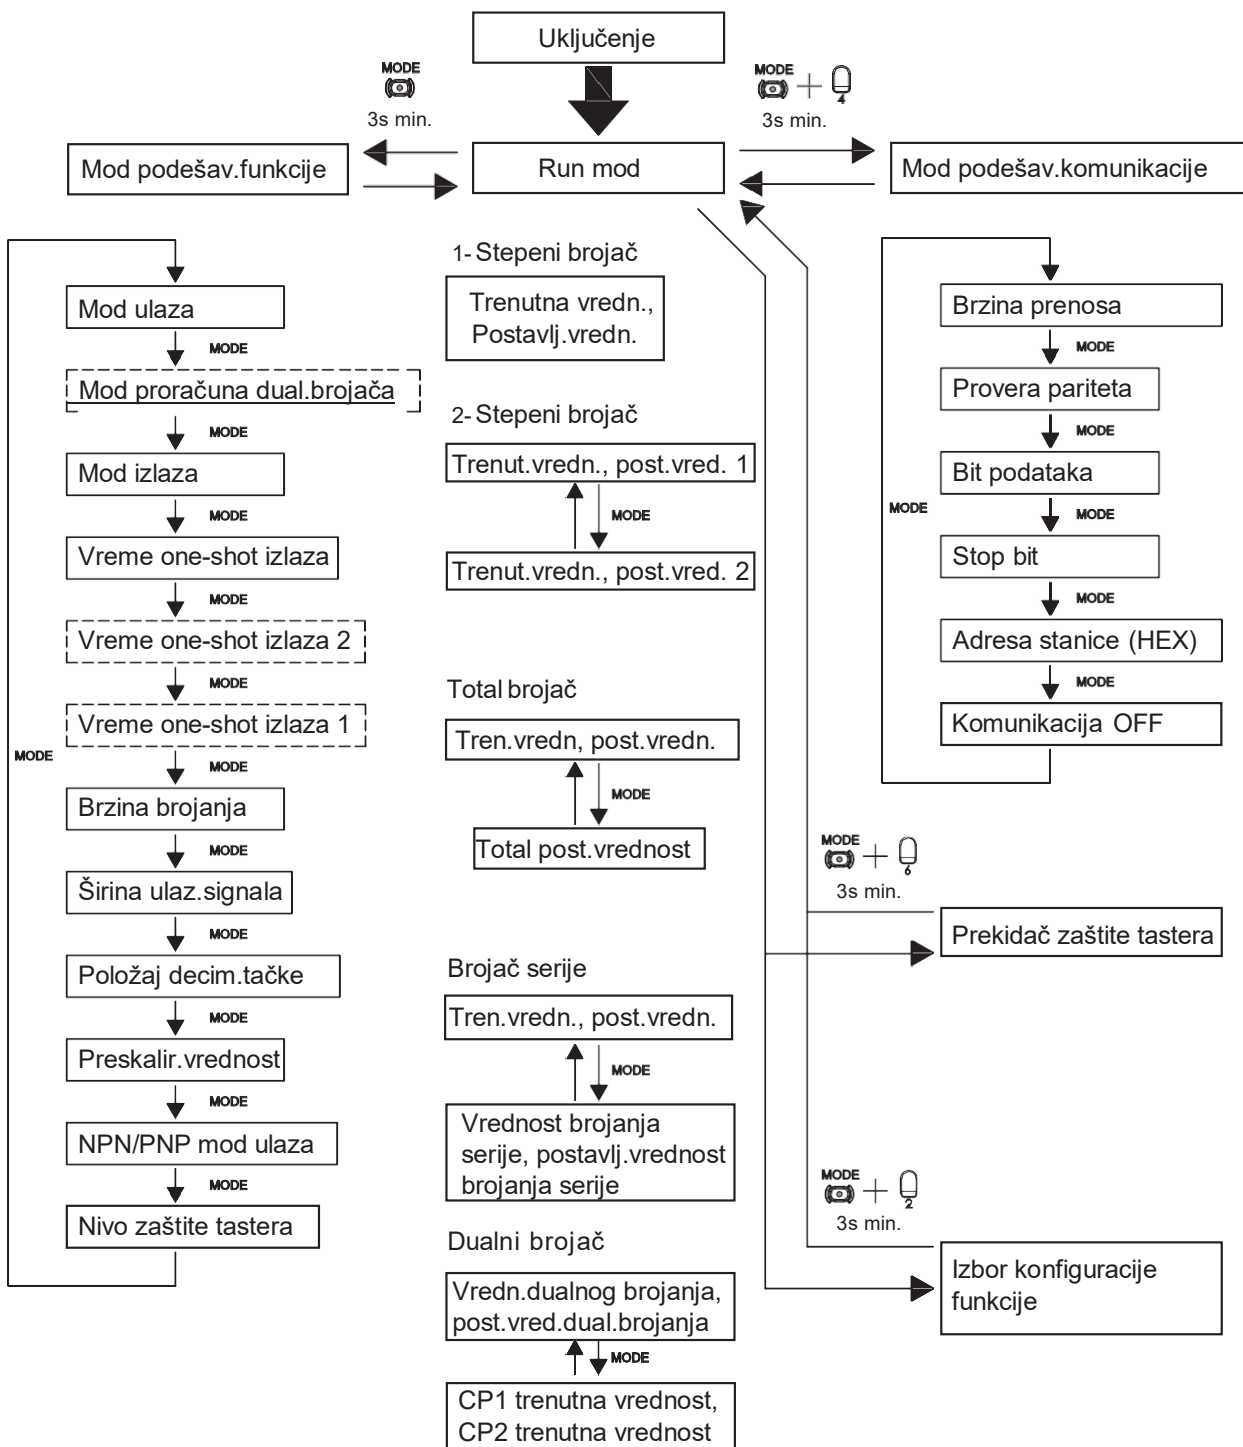 Uključenje
MODE
3s min.
MODE
4
3s min.
Mod podešav.funkcije
Run mod
Mod podešav.komunikacije
Mod ulaza
MODE
Mod proračuna dual.brojača
MODE
Mod izlaza
MODE
Vreme one-shot izlaza
MODE
Vreme one-shot izlaza 2
MODE
Vreme one-shot izlaza 1
MODE
MODE
Brzina brojanja
MODE
Širina ulaz.signala
MODE
Položaj decim.tačke
MODE
Preskalir.vrednost
MODE
NPN/PNP mod ulaza
MODE
Nivo zaštite tastera
1- Stepeni brojač
Trenutna vredn.,
Postavlj.vredn.
2- Stepeni brojač
Trenut.vredn., post.vred. 1
MODE
Trenut.vredn., post.vred. 2
Total brojač
Tren.vredn, post.vredn.
MODE
Total post.vrednost
Brojač serije
Tren.vredn., post.vredn.
MODE
Vrednost brojanja
serije, postavlj.vrednost
brojanja serije
Dualni brojač
Vredn.dualnog brojanja,
post.vred.dual.brojanja
MODE
CP1 trenutna vrednost,
CP2 trenutna vrednost
Brzina prenosa
MODE
Provera pariteta
MODE
Bit podataka
MODE
MODE
Stop bit
MODE
Adresa stanice (HEX)
MODE
Komunikacija OFF
MODE
6
3s min.
Prekidač zaštite tastera
MODE
2
3s min.
Izbor konfiguracije
funkcije